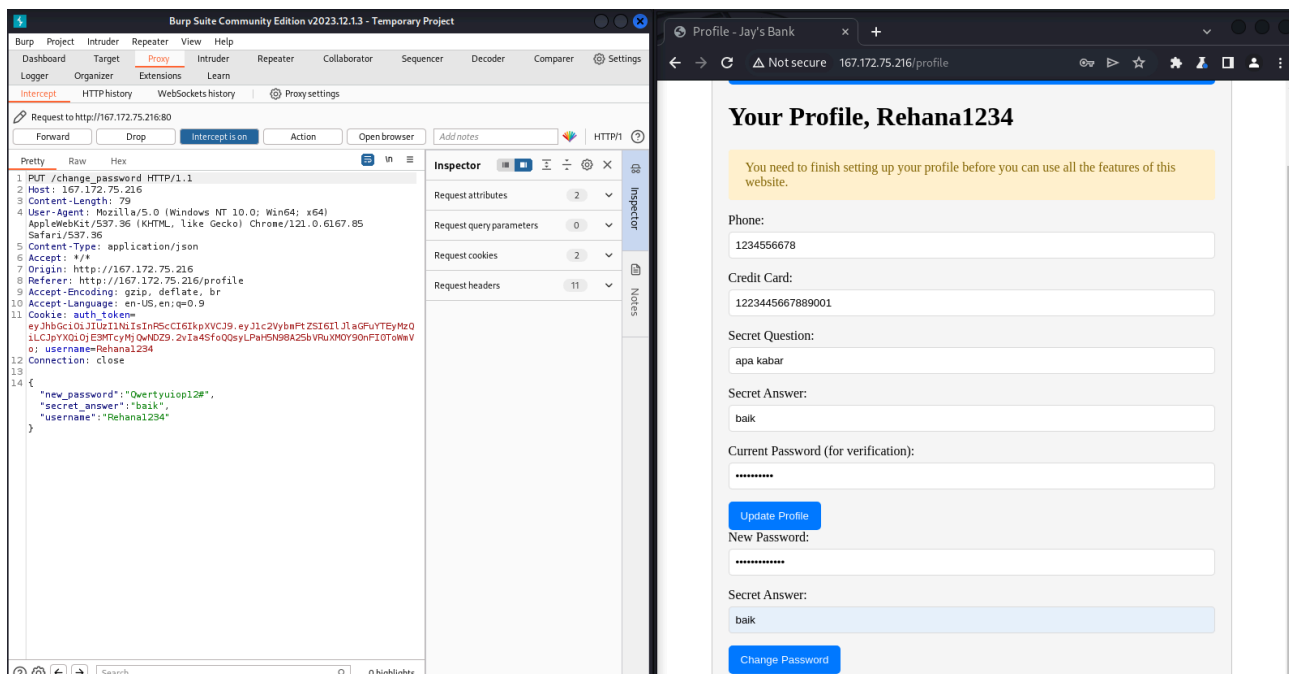 Burp Suite Community Edition v2023.12.1.3 - Temporary Project
Burp Project Intruder Repeater View Help
Dashboard Target Proxy Intruder Repeater Collaborator Sequencer Decoder Comparer Settings
Logger Organizer Extensions Learn
Intercept HTTP history WebSockets history Proxy settings
Request to http://167.172.75.216:80
Forward Drop Intercept is on Action Open browser Add notes HTTP/1
Pretty Raw Hex \n
1 PUT /change_password HTTP/1.1
2 Host: 167.172.75.216
3 Content-Length: 79
4 User-Agent: Mozilla/5.0 (Windows NT 10.0; Win64; x64)
AppleWebKit/537.36 (KHTML, like Gecko) Chrome/121.0.6167.85
Safari/537.36
5 Content-Type: application/json
6 Accept: */*
7 Origin: http://167.172.75.216
8 Referer: http://167.172.75.216/profile
9 Accept-Encoding: gzip, deflate, br
10 Accept-Language: en-US,en;q=0.9
11 Cookie: auth_token=
eyJhbGciOiJIUzI1NiIsInR5cCI6IkpXVCJ9.eyJ1c2VybmFtZSI6IlJlaGFuYTEyMzQ
iLCJpYXQiOjE3MTcyMjQwNDZ9.2vIa4SfoQQsyLPaH5N98A25bVRuXMOY9OnFI0ToWmV
o; username=Rehana1234
12 Connection: close
13
14 {
"new_password":"Qwertyuiop12#",
"secret_answer":"baik",
"username":"Rehana1234"
}
Search 0 highlights
Inspector
Request attributes 2
Request query parameters 0
Request cookies 2
Request headers 11
Inspector
Notes
Profile - Jay's Bank
Not secure 167.172.75.216/profile
Your Profile, Rehana1234
You need to finish setting up your profile before you can use all the features of this
website.
Phone:
1234556678
Credit Card:
1223445667889001
Secret Question:
apa kabar
Secret Answer:
baik
Current Password (for verification):
••••••••••
Update Profile
New Password:
•••••••••••••
Secret Answer:
baik
Change Password